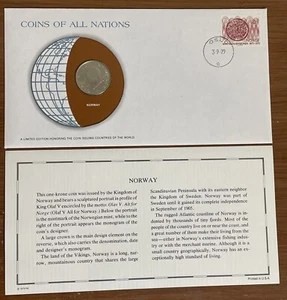 COINS OF ALL NATIONS
OSLO
3.9.79
NORWAY
A LIMITED EDITION HONORING THE COIN ISSUING COUNTRIES OF THE WORLD
NORWAY
This one-krone coin was issued by the Kingdom of
Norway and bears a sculptured portrait in profile of
King Olaf V encircled by the motto Olav V. Alt for
Norge (Olaf V. All for Norway.) Below the portrait
is the mintmark of the Norwegian mint, while to the
right of the portrait appears the monogram of the
coin's designer.
A large crown is the main design element on the
reverse, which also carries the denomination, date
and designer's monogram.
The land of the Vikings, Norway is a long, nar-
row, mountainous country that shares the large
Scandinavian Peninsula with its eastern neighbor
the Kingdom of Sweden. Norway was part of
Sweden until it gained its complete independence
in September of 1905.
The rugged Atlantic coastline of Norway is in-
dented by thousands of tiny fjords. Most of the
people of the country live on or near the coast, and
a great number of them make their living from the
sea—either in Norway's extensive fishing indus-
try or with the merchant marine. Although it is a
small country geographically, Norway has an ex-
ceptionally high standard of living.
Printed in U.S.A.